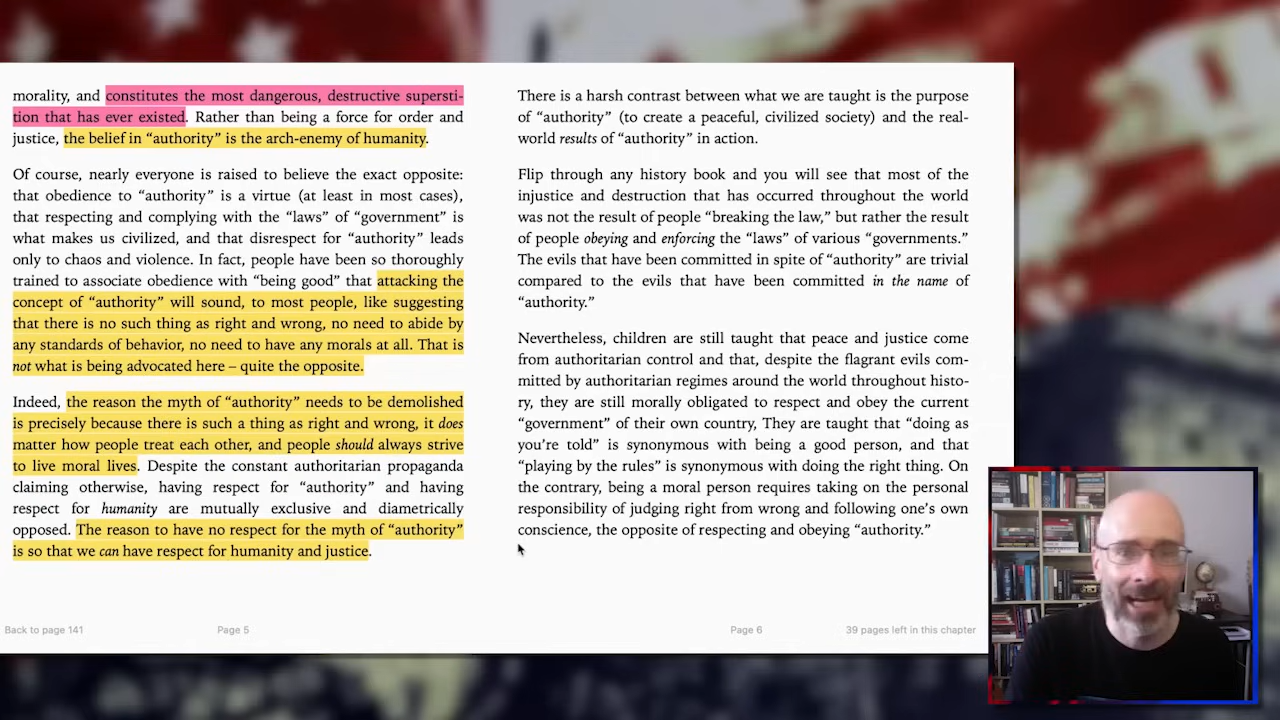 morality, and constitutes the most dangerous, destructive supersti-
tion that has ever existed. Rather than being a force for order and
justice, the belief in “authority” is the arch-enemy of humanity.
Of course, nearly everyone is raised to believe the exact opposite:
that obedience to “authority” is a virtue (at least in most cases),
that respecting and complying with the “laws” of “government” is
what makes us civilized, and that disrespect for “authority” leads
only to chaos and violence. In fact, people have been so thoroughly
trained to associate obedience with “being good” that attacking the
concept of “authority” will sound, to most people, like suggesting
that there is no such thing as right and wrong, no need to abide by
any standards of behavior, no need to have any morals at all. That is
not what is being advocated here – quite the opposite.
Indeed, the reason the myth of “authority” needs to be demolished
is precisely because there is such a thing as right and wrong, it does
matter how people treat each other, and people should always strive
to live moral lives. Despite the constant authoritarian propaganda
claiming otherwise, having respect for “authority” and having
respect for humanity are mutually exclusive and diametrically
opposed. The reason to have no respect for the myth of “authority”
is so that we can have respect for humanity and justice.
Back to page 141
Page 5
There is a harsh contrast between what we are taught is the purpose
of “authority” (to create a peaceful, civilized society) and the real-
world results of “authority” in action.
Flip through any history book and you will see that most of the
injustice and destruction that has occurred throughout the world
was not the result of people “breaking the law,” but rather the result
of people obeying and enforcing the “laws” of various “governments.”
The evils that have been committed in spite of “authority” are trivial
compared to the evils that have been committed in the name of
“authority.”
Nevertheless, children are still taught that peace and justice come
from authoritarian control and that, despite the flagrant evils com-
mitted by authoritarian regimes around the world throughout histo-
ry, they are still morally obligated to respect and obey the current
“government” of their own country, They are taught that “doing as
you’re told” is synonymous with being a good person, and that
“playing by the rules” is synonymous with doing the right thing. On
the contrary, being a moral person requires taking on the personal
responsibility of judging right from wrong and following one’s own
conscience, the opposite of respecting and obeying “authority.”
Page 6
39 pages left in this chapter